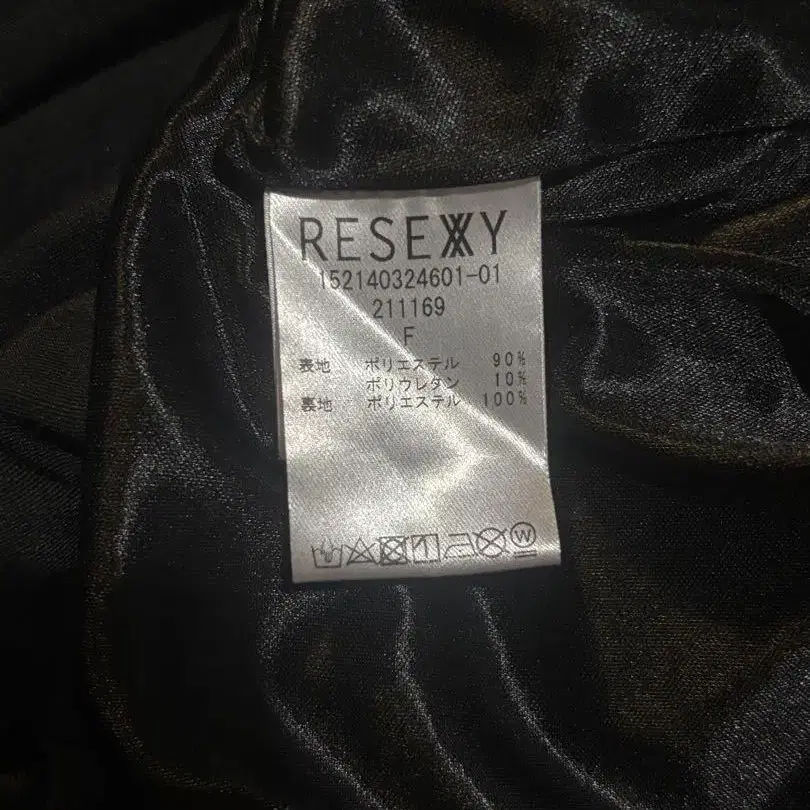 RESEXXY
152140324601-01
211169
F
表地 ポリエステル 90%
ポリウレタン 10%
裏地 ポリエステル 100%
W